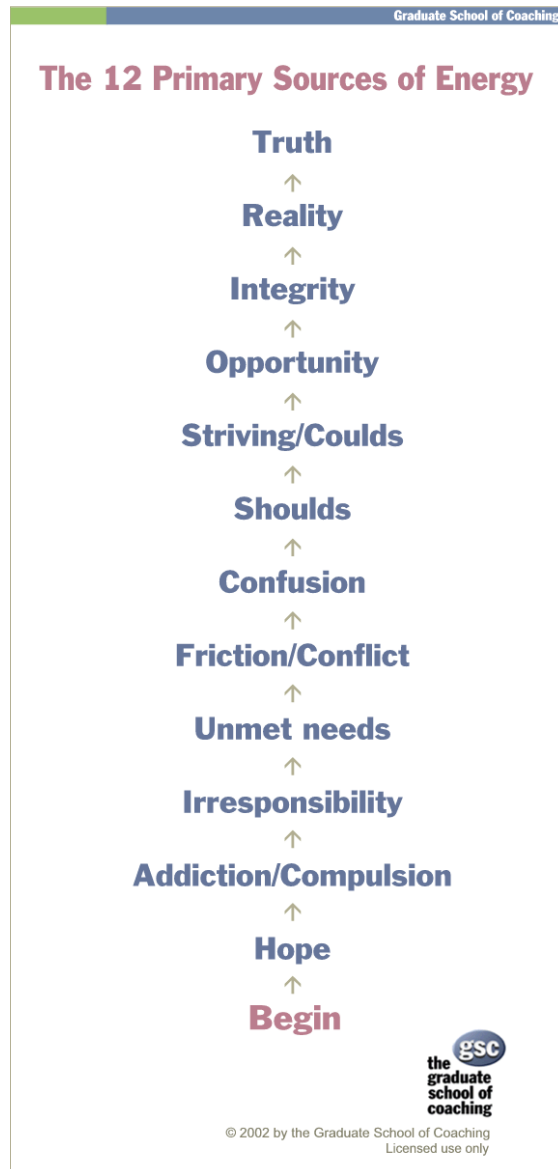 Graduate School of Coaching
The 12 Primary Sources of Energy
Truth
↑
Reality
↑
Integrity
↑
Opportunity
↑
Striving/Coulds
↑
Shoulds
↑
Confusion
↑
Friction/Conflict
↑
Unmet needs
↑
Irresponsibility
↑
Addiction/Compulsion
↑
Hope
↑
Begin
gsc
the
graduate
school of
coaching
© 2002 by the Graduate School of Coaching
Licensed use only